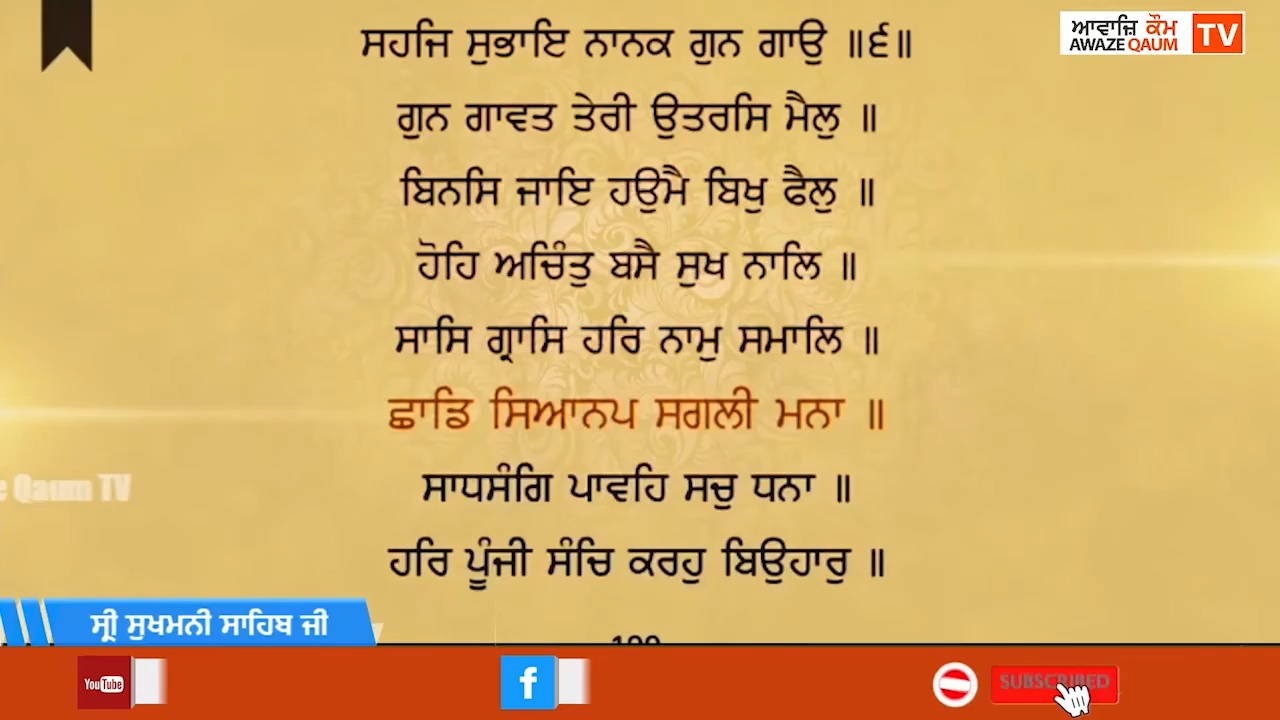 ਆਵਾਜ਼ਿ ਕੌਮ
AWAZE QAUM TV
ਸਹਜਿ ਸੁਭਾਇ ਨਾਨਕ ਗੁਨ ਗਾਉ ॥੬॥
ਗੁਨ ਗਾਵਤ ਤੇਰੀ ਉਤਰਸਿ ਮੈਲੁ ॥
ਬਿਨਸਿ ਜਾਇ ਹਉਮੈ ਬਿਖੁ ਫੈਲੁ ॥
ਹੋਹਿ ਅਚਿੰਤੁ ਬਸੈ ਸੁਖ ਨਾਲਿ ॥
ਸਾਸਿ ਗ੍ਰਾਸਿ ਹਰਿ ਨਾਮੁ ਸਮਾਲਿ ॥
ਛਾਡਿ ਸਿਆਨਪ ਸਗਲੀ ਮਨਾ ॥
ਸਾਧਸੰਗਿ ਪਾਵਹਿ ਸਚੁ ਧਨਾ ॥
Qaum TV
ਹਰਿ ਪੂੰਜੀ ਸੰਚਿ ਕਰਹੁ ਬਿਉਹਾਰੁ ॥
ਸ੍ਰੀ ਸੁਖਮਨੀ ਸਾਹਿਬ ਜੀ
YouTube
f
SUBSCRIBED